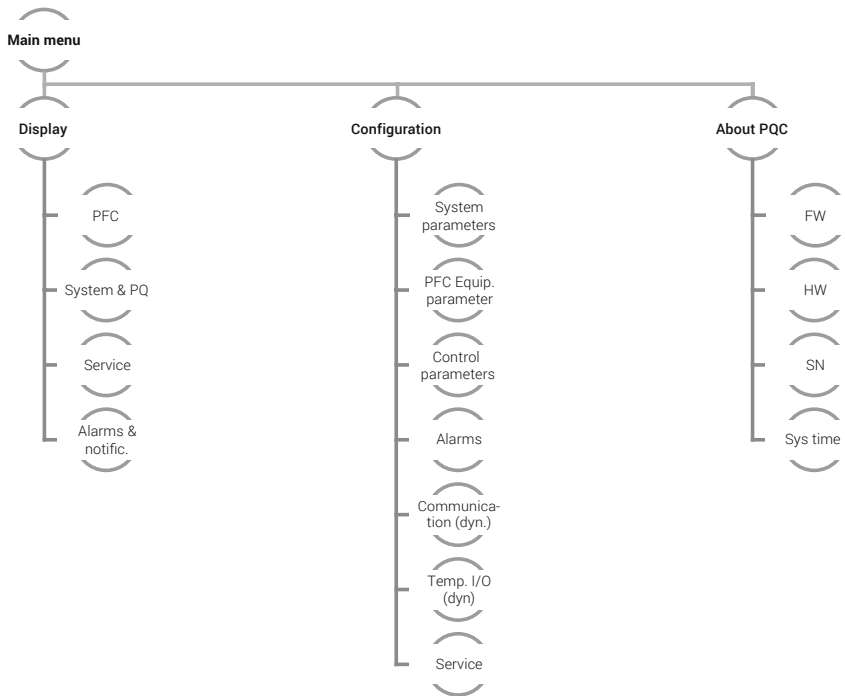 Main menu
Display
PFC
System & PQ
Service
Alarms &
notific.
Configuration
System
parameters
PFC Equip.
parameter
Control
parameters
Alarms
Communica-
tion (dyn.)
Temp. I/O
(dyn)
Service
About PQC
FW
HW
SN
Sys time